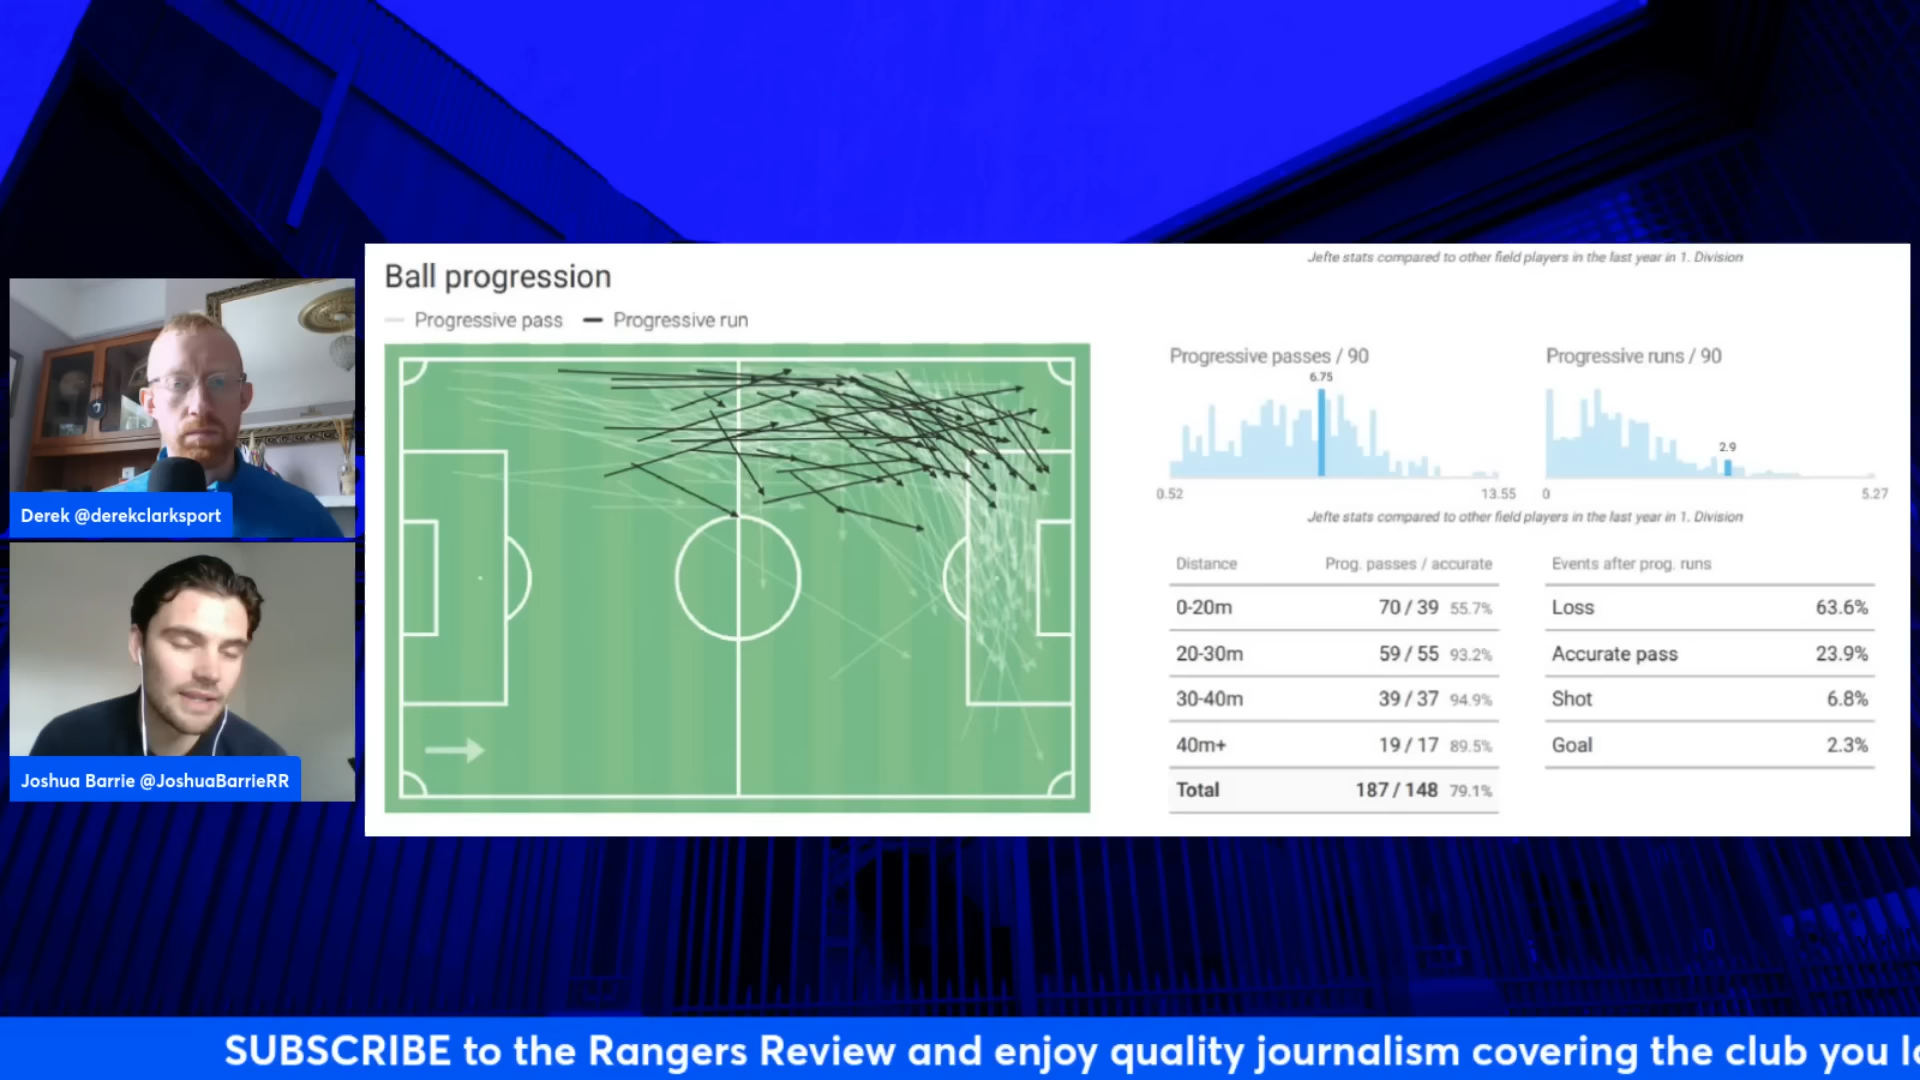 Derek @derekclarksport
Joshua Barrie @JoshuaBarrieRR
Ball progression
Progressive pass Progressive run
Jefte stats compared to other field players in the last year in 1. Division
Progressive passes / 90
6.75
0.52 13.55
Progressive runs / 90
2.9
0 5.27
Jefte stats compared to other field players in the last year in 1. Division
Distance Prog. passes / accurate
0-20m 70 / 39 55.7%
20-30m 59 / 55 93.2%
30-40m 39 / 37 94.9%
40m+ 19 / 17 89.5%
Total 187 / 148 79.1%
Events after prog. runs
Loss 63.6%
Accurate pass 23.9%
Shot 6.8%
Goal 2.3%
SUBSCRIBE to the Rangers Review and enjoy quality journalism covering the club you